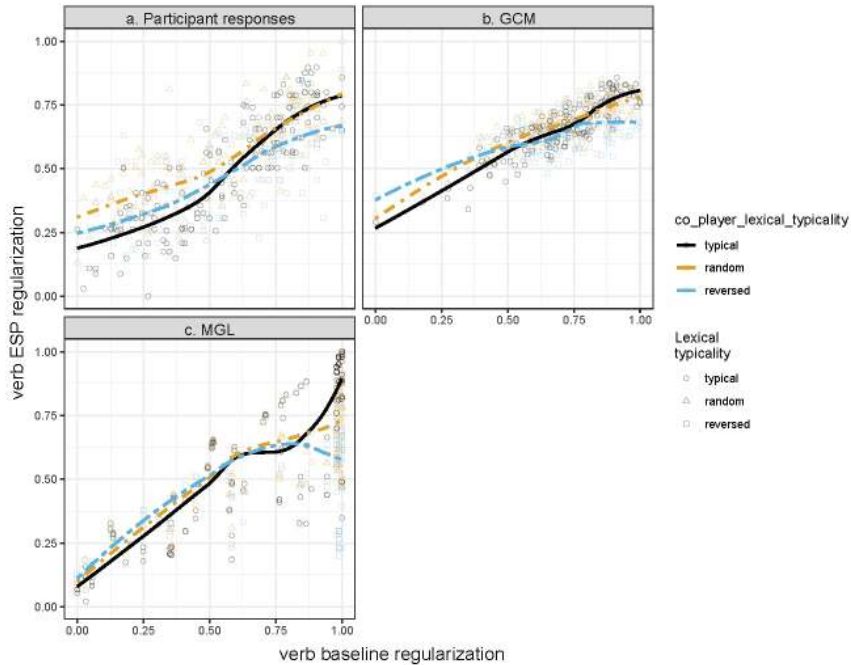 a. Participant responses
b. GCM
1.00
0.75
0.50
0.25
0.00
0.00
0.25
0.50
0.75
1.00
c. MGL
1.00
0.75
0.50
0.25
0.00
0.00
0.25
0.50
0.75
1.00
verb ESP regularization
verb baseline regularization
co_player_lexical_typicality
typical
random
reversed
Lexical
typicality
typical
random
reversed